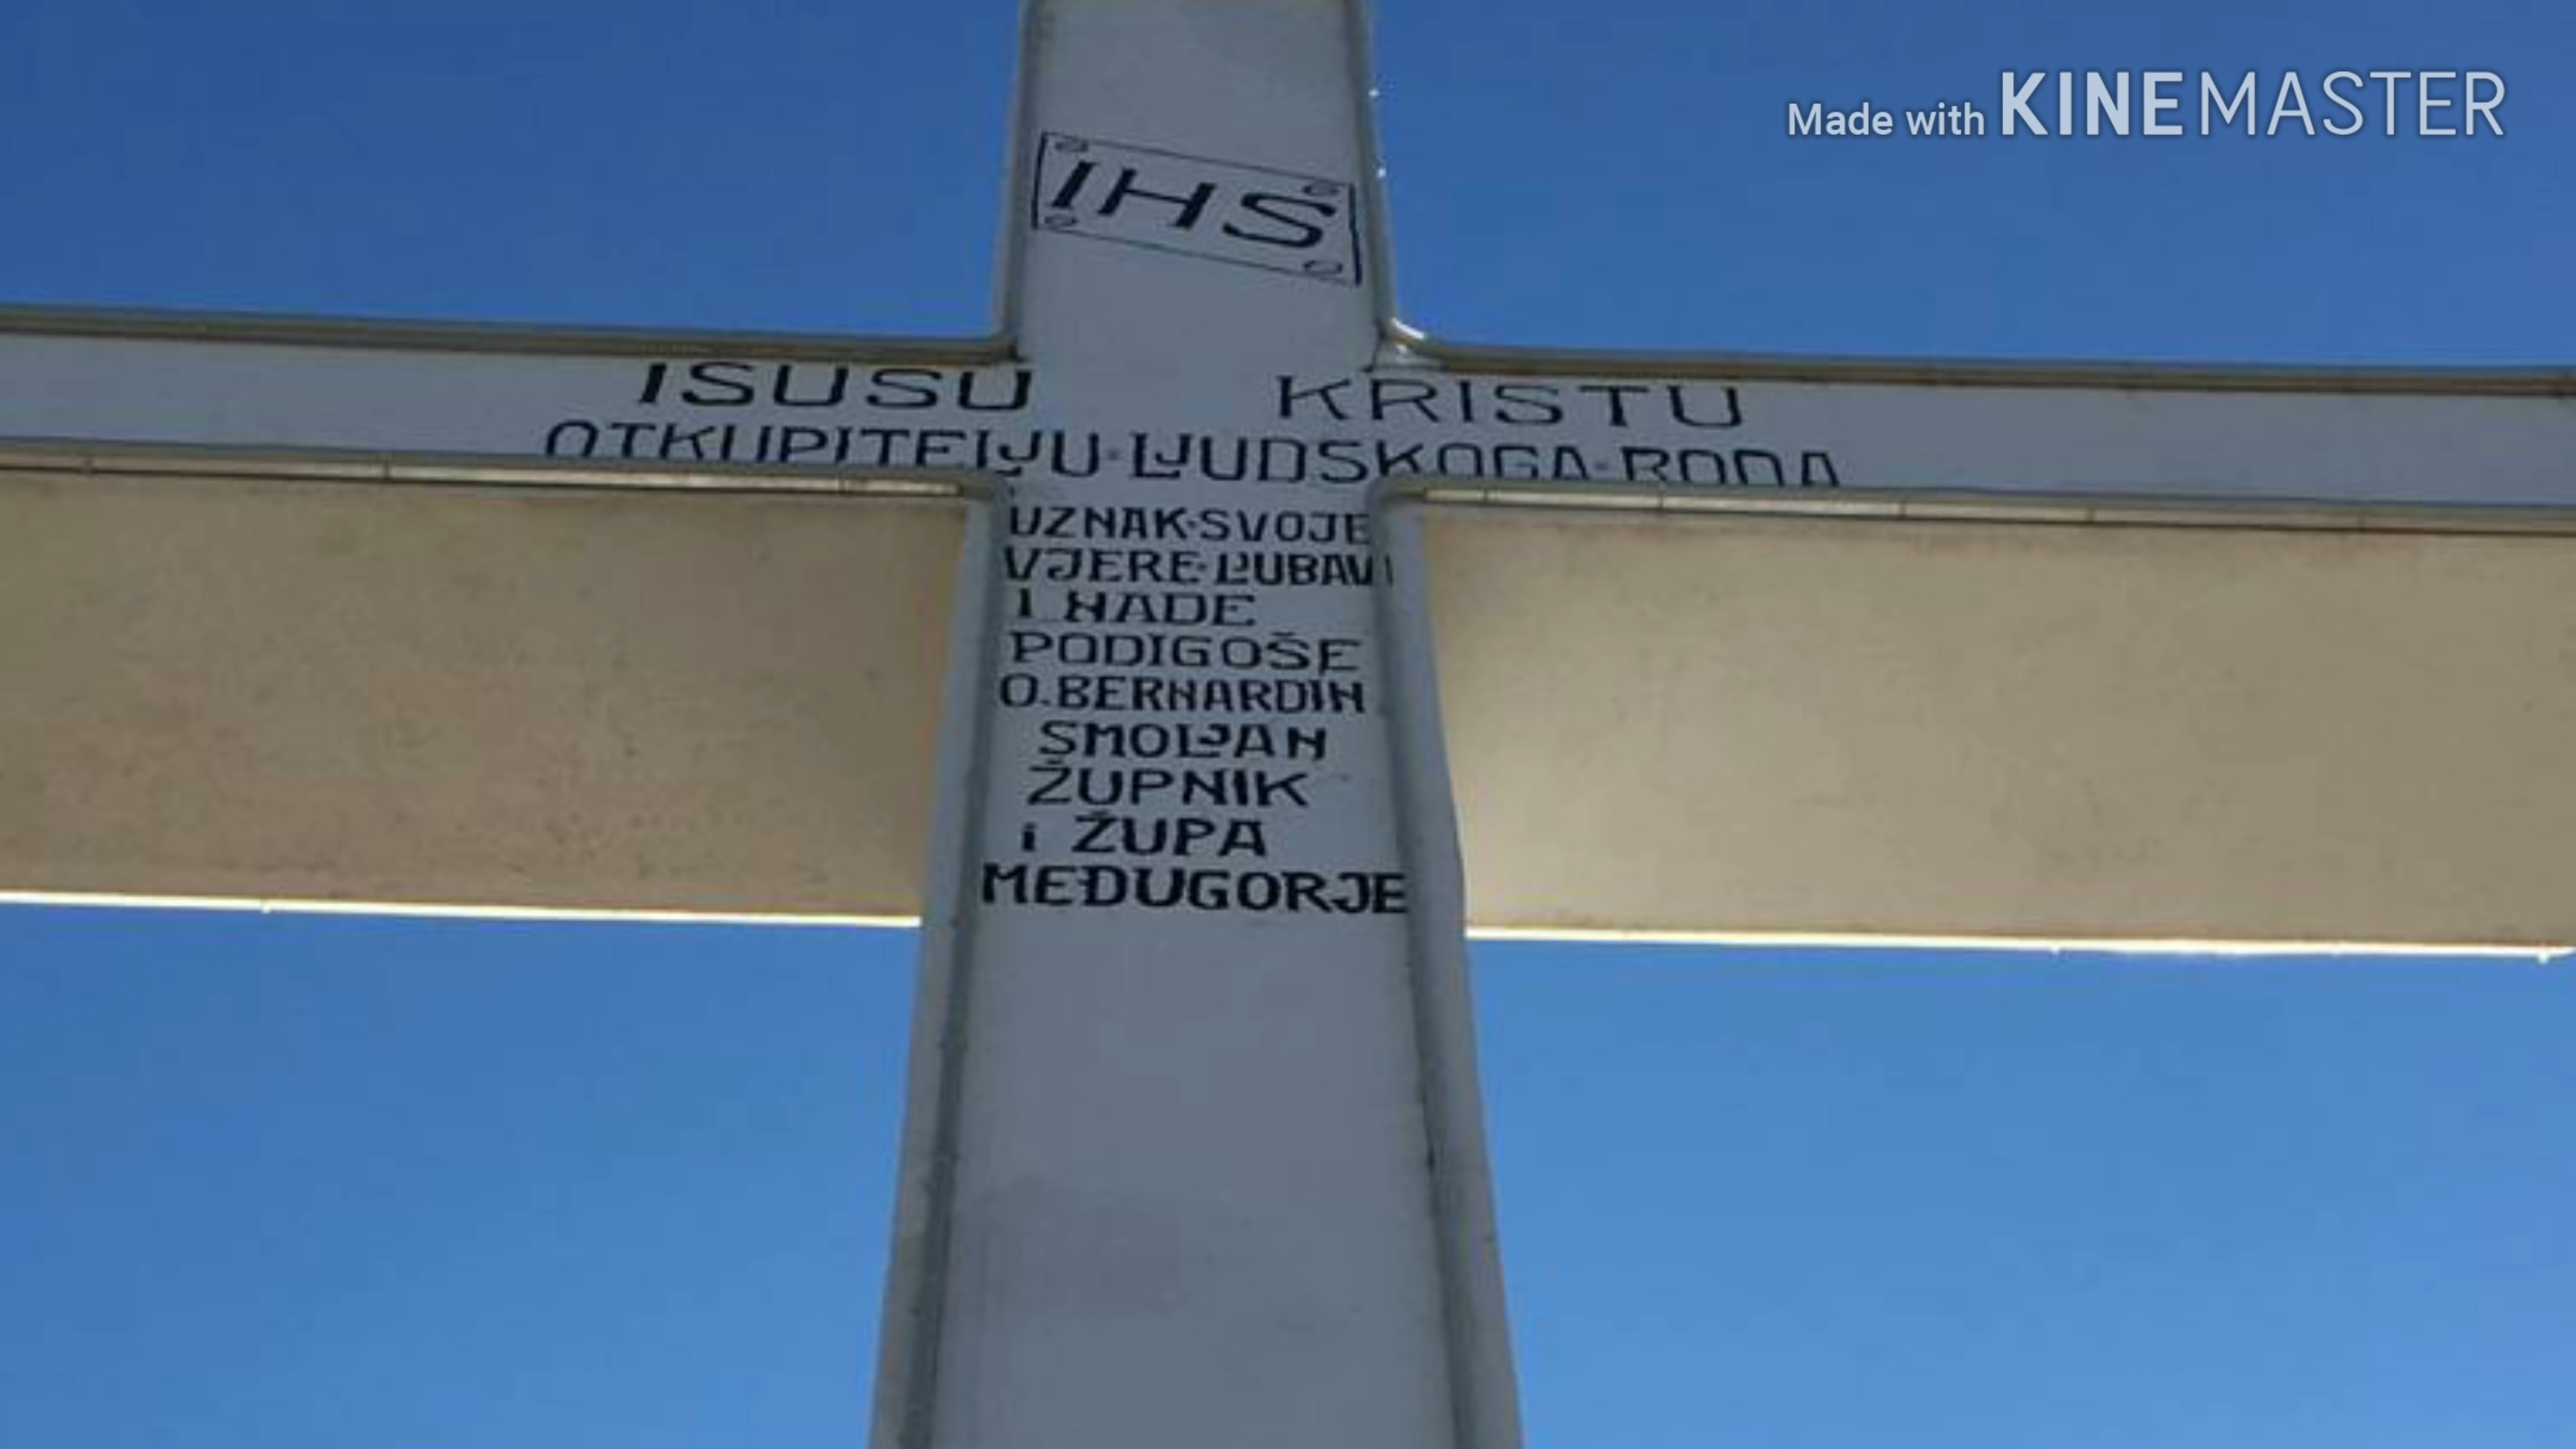 Made with KINEMASTER
IHS
ISUSU KRISTU
OTKUPITELJU·LJUDSKOGA·RODA
UZNAK·SVOJE
VJERE·LJUBAVI
I NADE
PODIGOŠE
O.BERNARDIN
SMOLJAN
ŽUPNIK
i ŽUPA
MEĐUGORJE